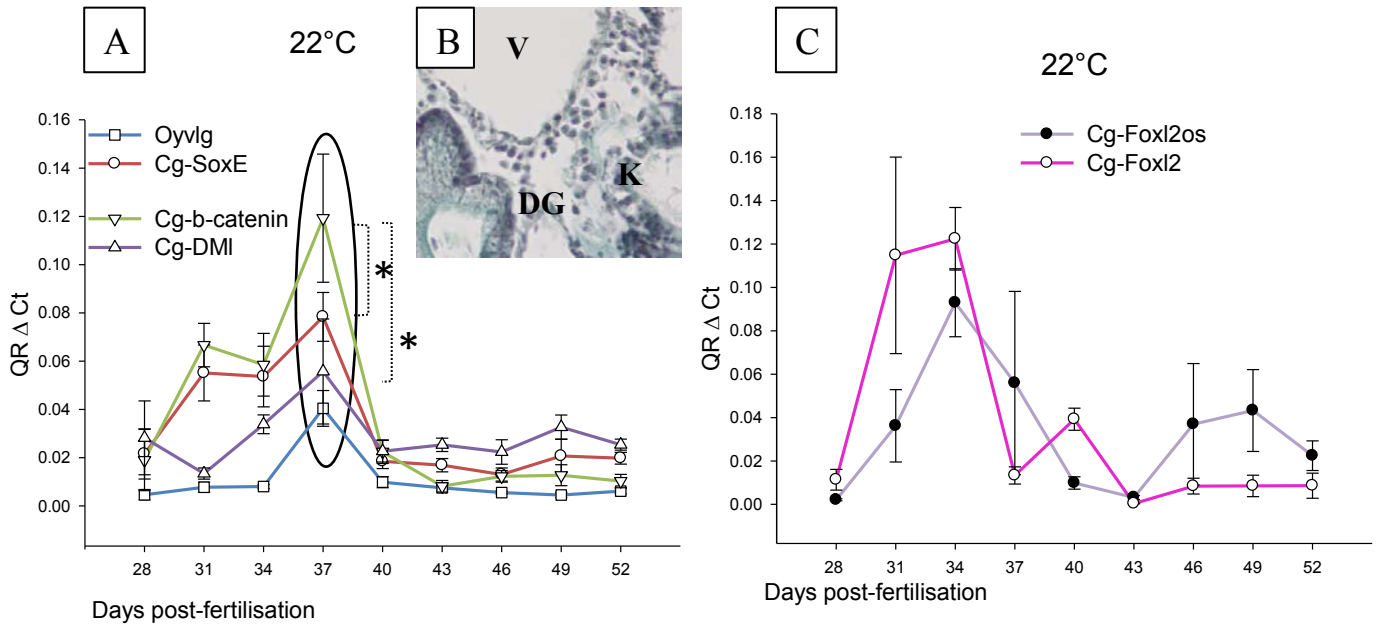 A
22°C
0.16
0.14
0.12
0.10
0.08
0.06
0.04
0.02
0.00
QR Δ Ct
Oyvlg
Cg-SoxE
Cg-b-catenin
Cg-DMl
*
*
28 31 34 37 40 43 46 49 52
Days post-fertilisation
B
V
DG
K
C
22°C
0.18
0.16
0.14
0.12
0.10
0.08
0.06
0.04
0.02
0.00
QR Δ Ct
Cg-Foxl2os
Cg-Foxl2
28 31 34 37 40 43 46 49 52
Days post-fertilisation